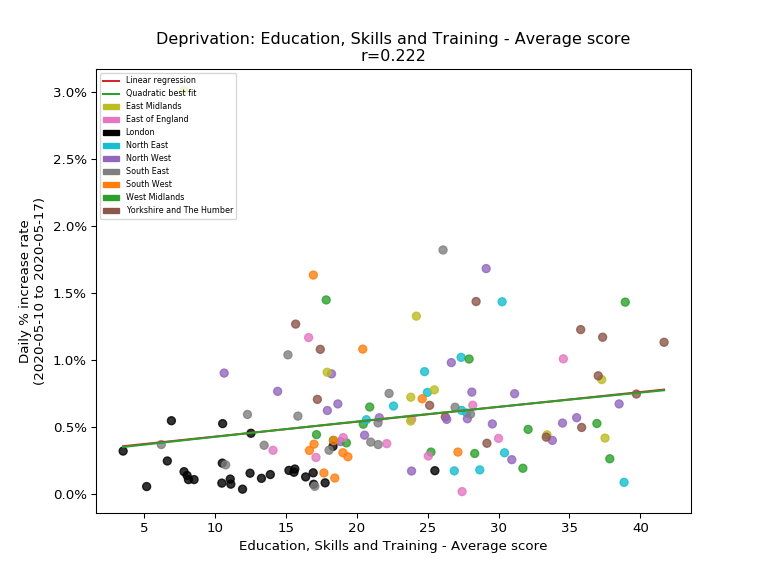 Deprivation: Education, Skills and Training - Average score
r=0.222
Linear regression
Quadratic best fit
East Midlands
East of England
London
North East
North West
South East
South West
West Midlands
Yorkshire and The Humber
3.0%
2.5%
2.0%
1.5%
1.0%
0.5%
0.0%
Daily % increase rate
(2020-05-10 to 2020-05-17)
5 10 15 20 25 30 35 40
Education, Skills and Training - Average score